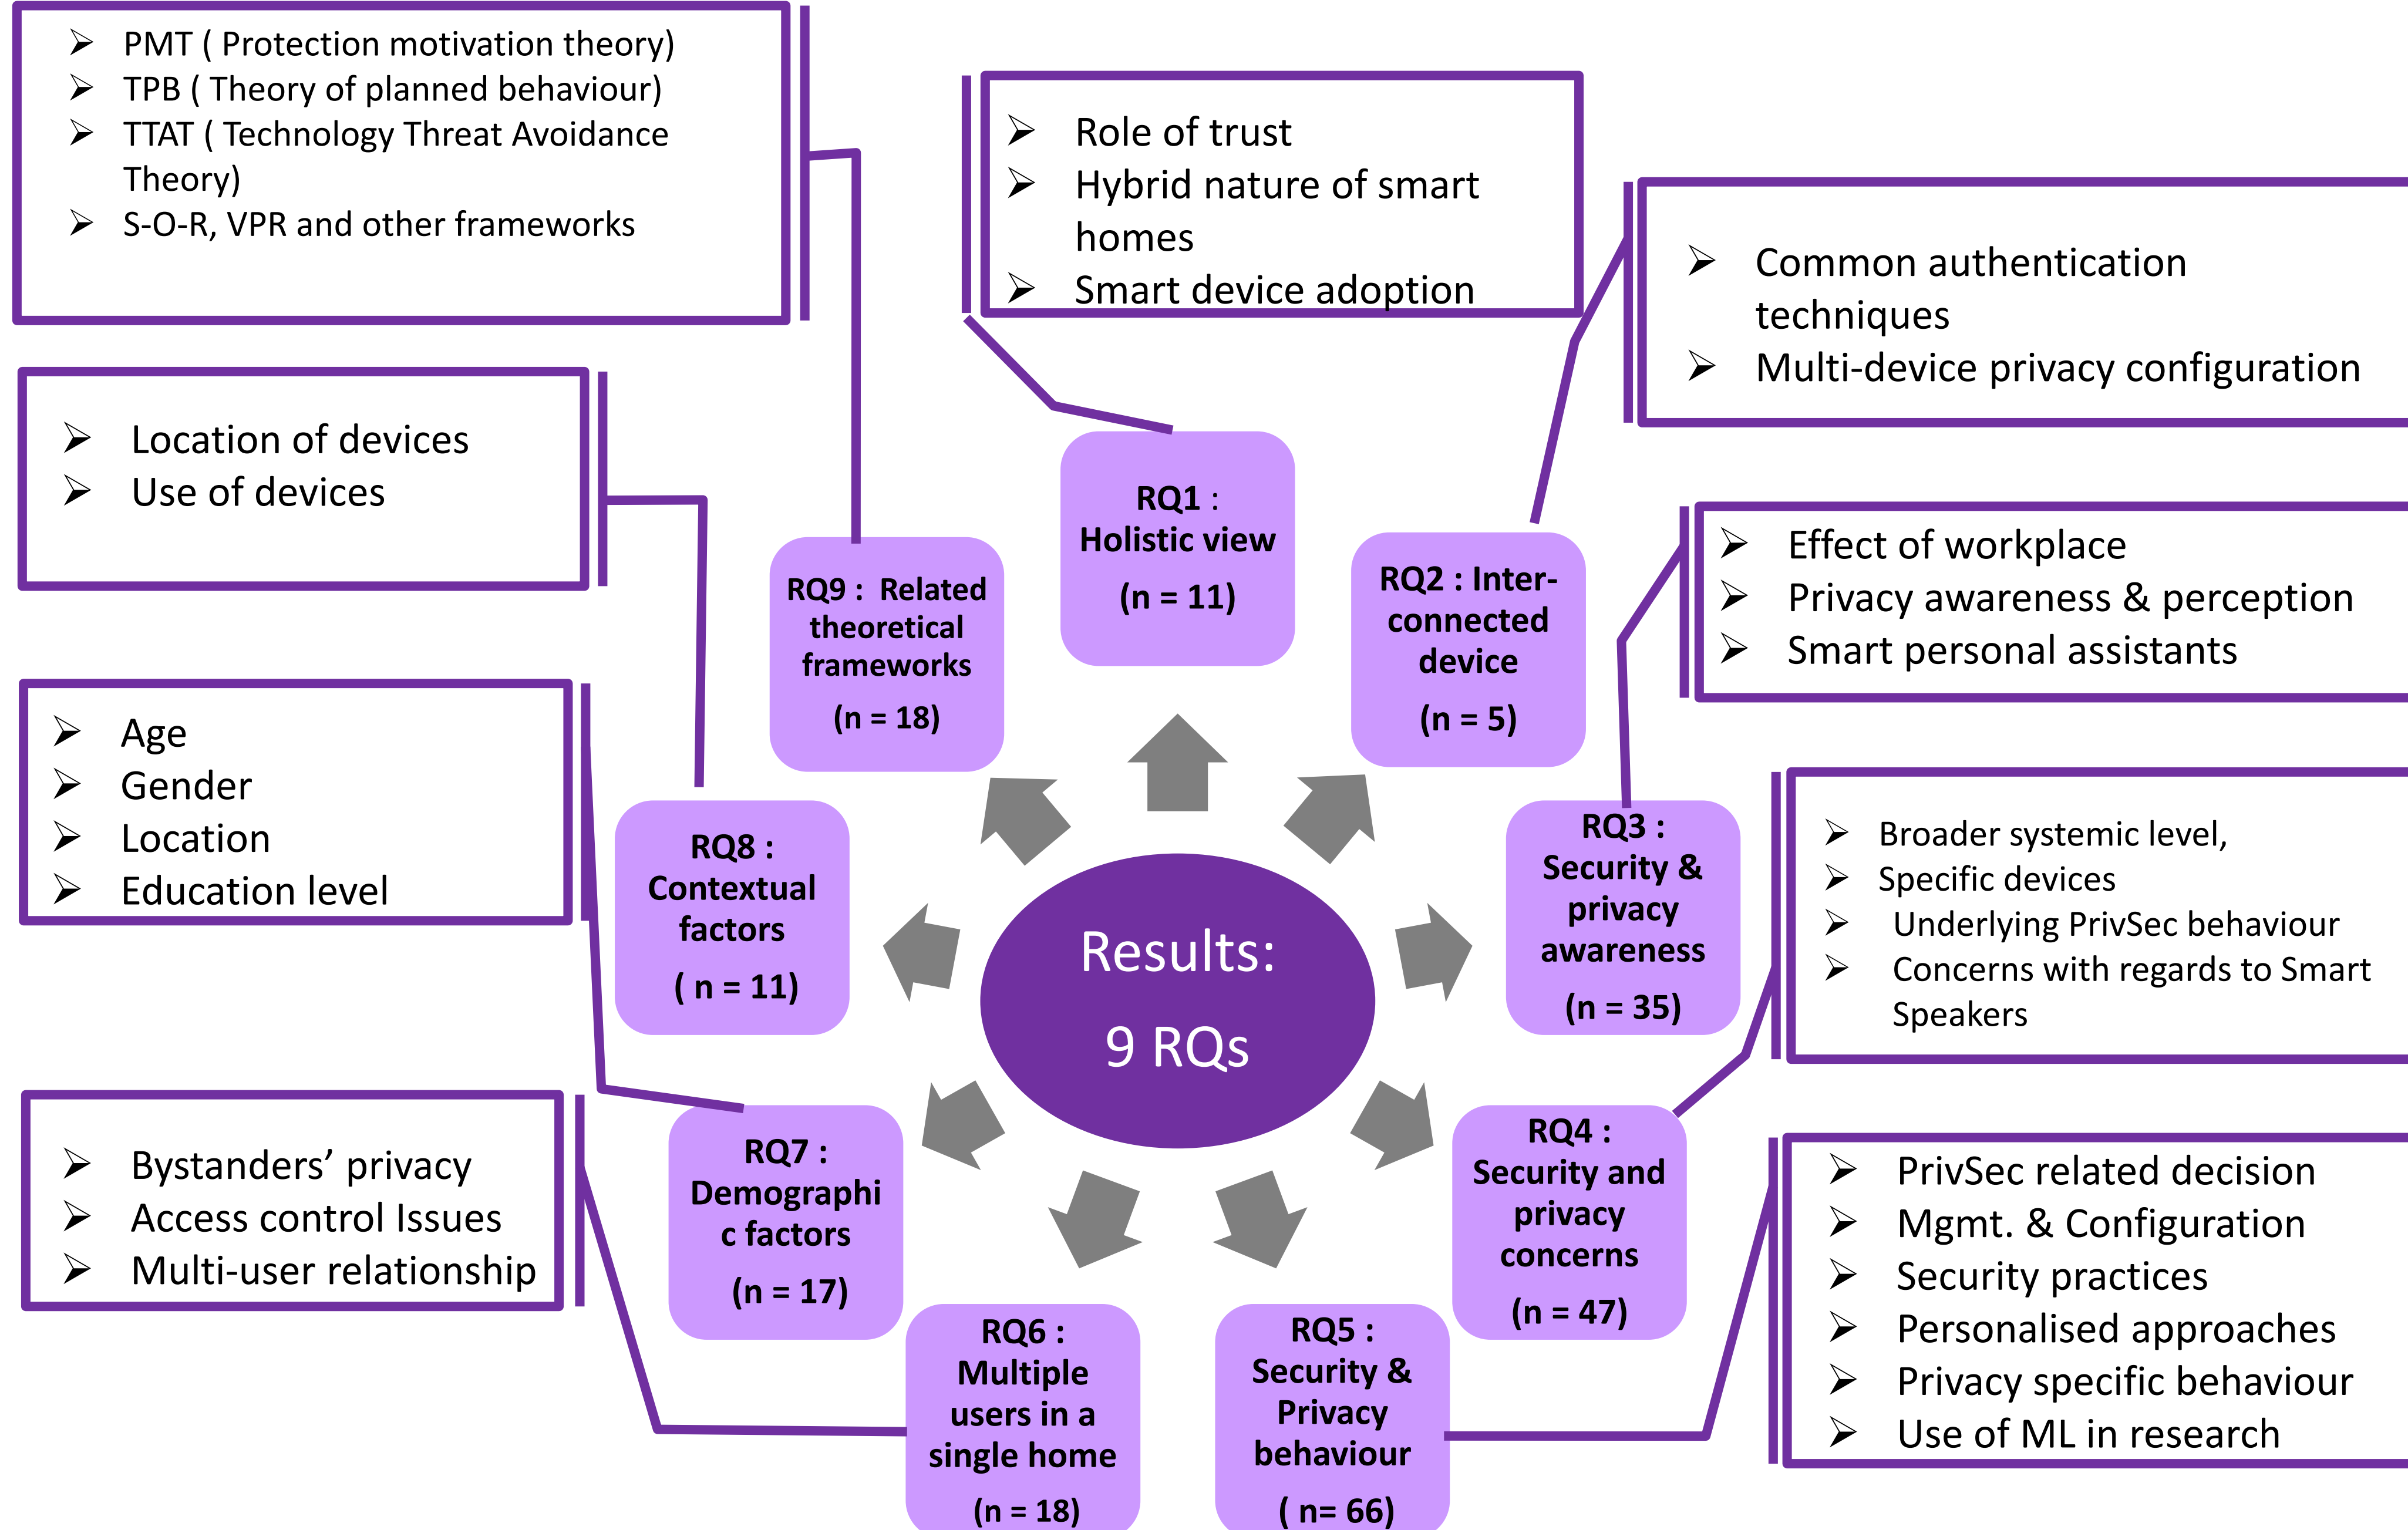 ➢ PMT ( Protection motivation theory)
➢ TPB ( Theory of planned behaviour)
➢ TTAT ( Technology Threat Avoidance
Theory)
➢ S-O-R, VPR and other frameworks
➢ Role of trust
➢ Hybrid nature of smart
homes
➢ Smart device adoption
➢ Common authentication
techniques
➢ Multi-device privacy configuration
➢ Location of devices
➢ Use of devices
➢ Effect of workplace
➢ Privacy awareness & perception
➢ Smart personal assistants
➢ Age
➢ Gender
➢ Location
➢ Education level
➢ Broader systemic level,
➢ Specific devices
➢ Underlying PrivSec behaviour
➢ Concerns with regards to Smart
Speakers
➢ Bystanders’ privacy
➢ Access control Issues
➢ Multi-user relationship
➢ PrivSec related decision
➢ Mgmt. & Configuration
➢ Security practices
➢ Personalised approaches
➢ Privacy specific behaviour
➢ Use of ML in research
RQ1 :
Holistic view
(n = 11)
RQ2 : Inter-
connected
device
(n = 5)
RQ3 :
Security &
privacy
awareness
(n = 35)
RQ4 :
Security and
privacy
concerns
(n = 47)
RQ5 :
Security &
Privacy
behaviour
( n= 66)
RQ6 :
Multiple
users in a
single home
(n = 18)
RQ7 :
Demographi
c factors
(n = 17)
RQ8 :
Contextual
factors
( n = 11)
RQ9 : Related
theoretical
frameworks
(n = 18)
Results:
9 RQs